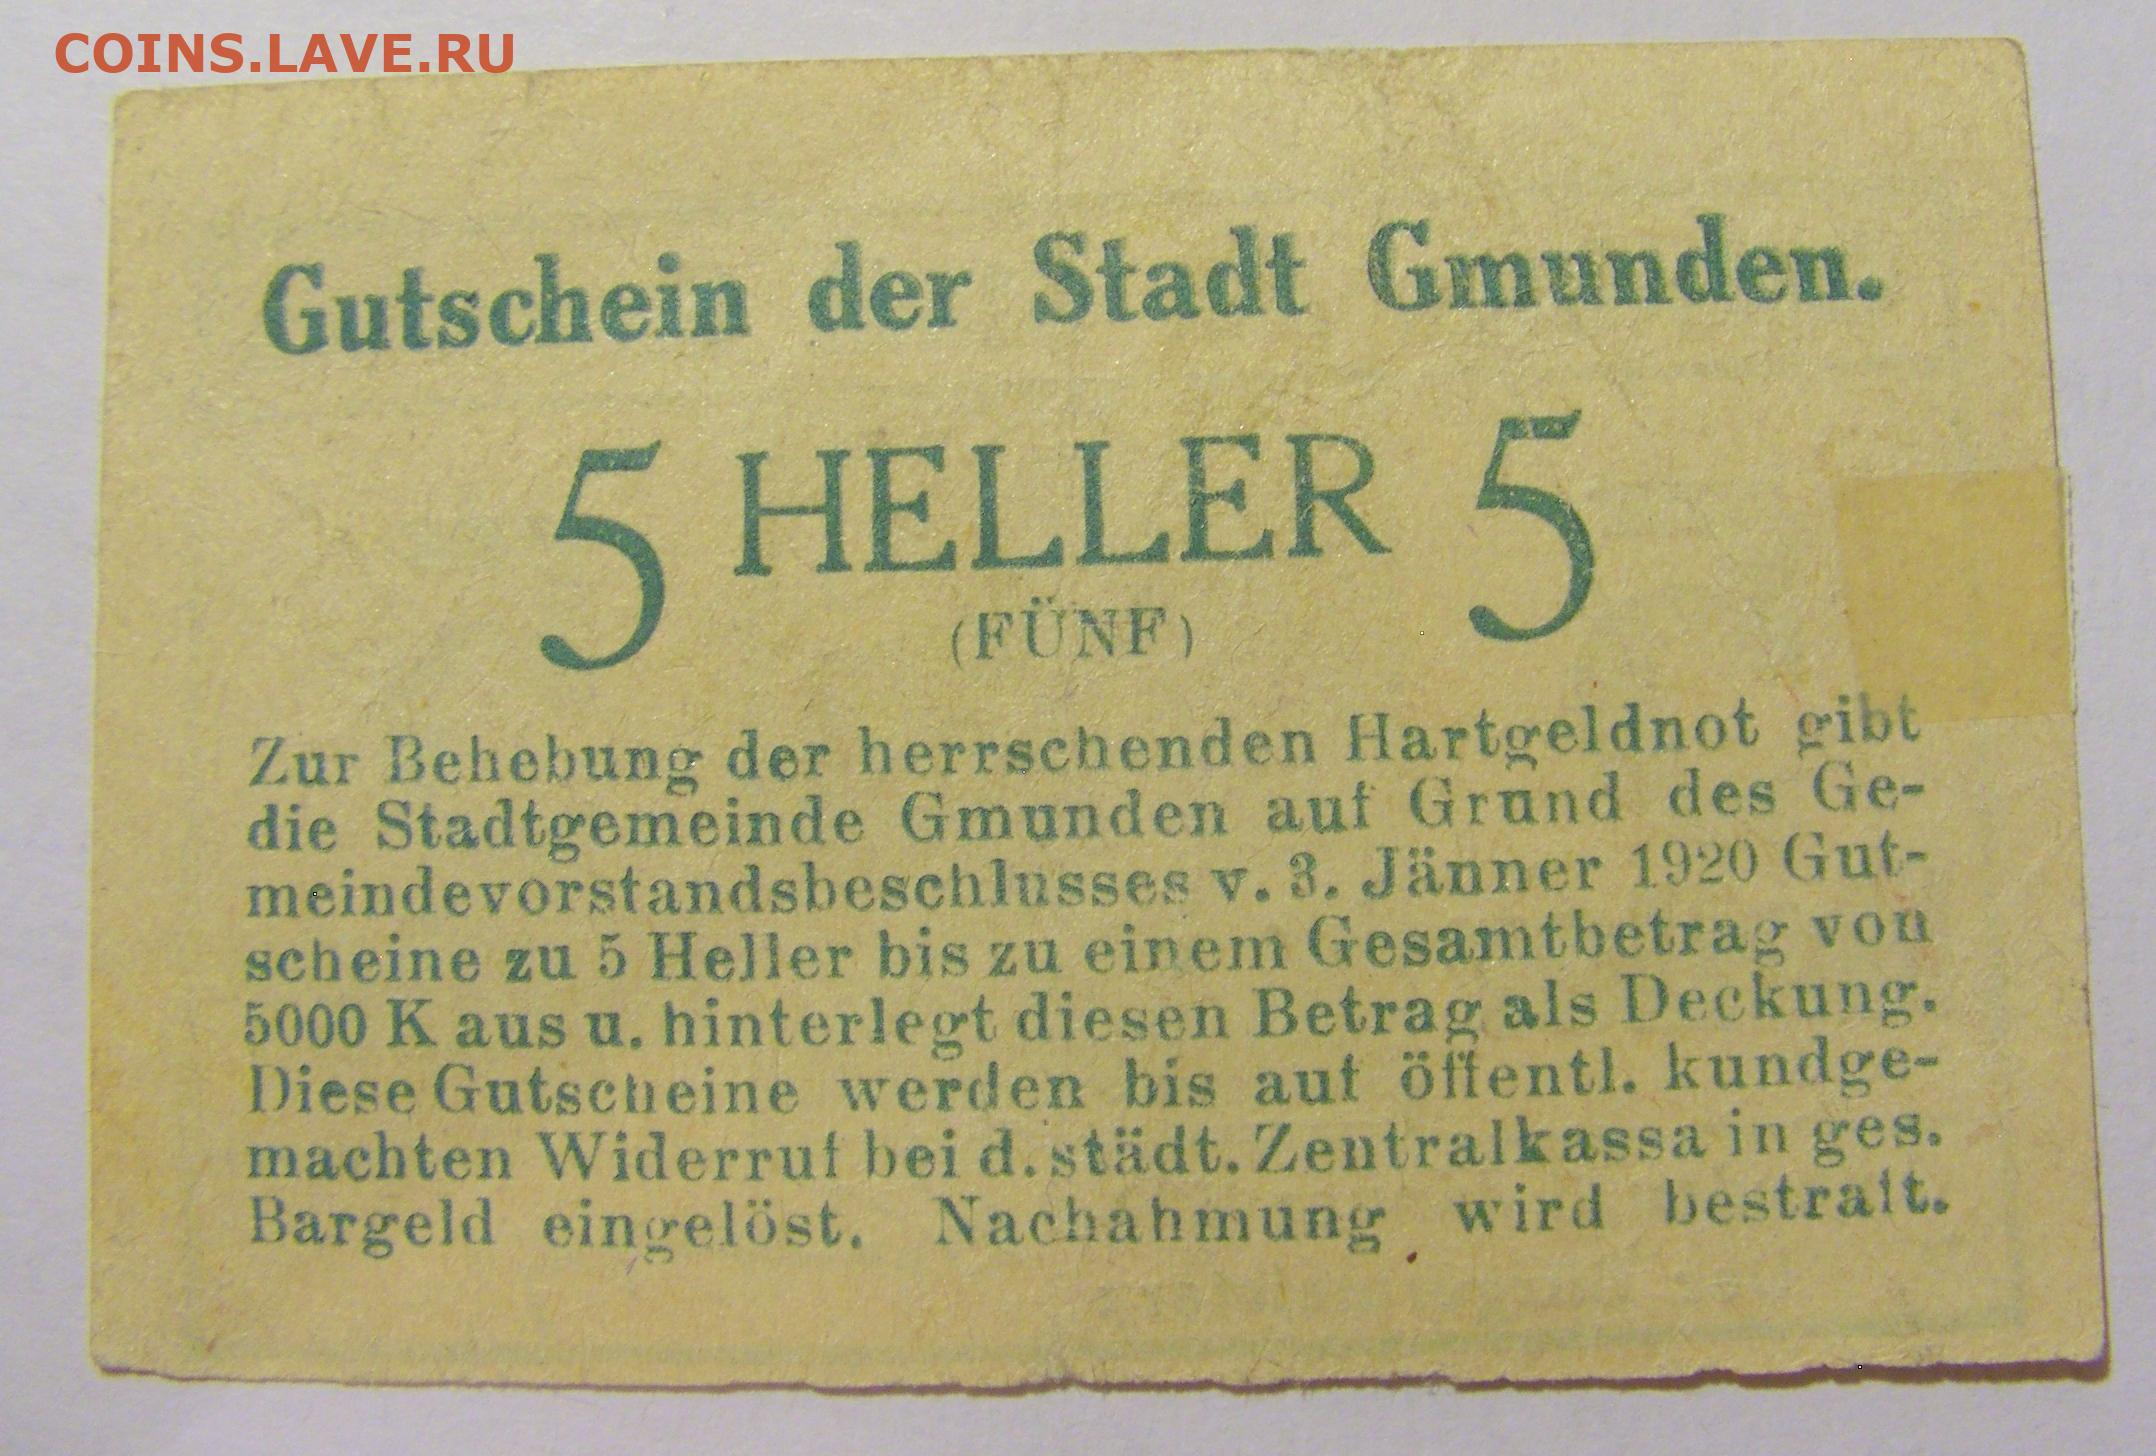 COINS.LAVE.RU
Gutschein der Stadt Gmunden.
5 HELLER 5
(FÜNF)
Zur Behebung der herrschenden Hartgeldnot gibt
die Stadtgemeinde Gmunden auf Grund des Ge-
meindevorstandsbeschlusses v. 3. Jänner 1920 Gut-
scheine zu 5 Heller bis zu einem Gesamtbetrag von
5000 K aus u. hinterlegt diesen Betrag als Deckung.
Diese Gutscheine werden bis auf öffentl. kundge-
machten Widerruf bei d. städt. Zentralkassa in ges.
Bargeld eingelöst. Nachahmung wird bestraft.